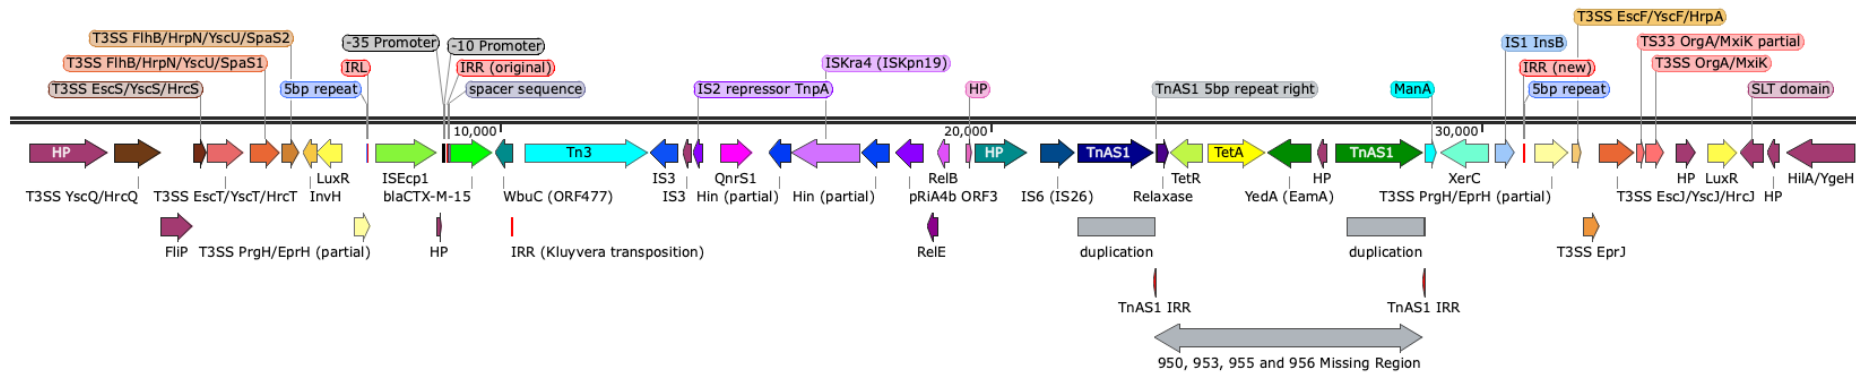 T3SS EscF/YscF/HrpA
T3SS FlhB/HrpN/YscU/SpaS2
-35 Promoter
-10 Promoter
IS1 InsB
TS33 OrgA/MxiK partial
T3SS FlhB/HrpN/YscU/SpaS1
IRL
IRR (original)
ISKra4 (ISKpn19)
IRR (new)
T3SS OrgA/MxiK
T3SS EscS/YscS/HrcS
5bp repeat
spacer sequence
IS2 repressor TnpA
HP
TnAS1 5bp repeat right
ManA
5bp repeat
SLT domain
10,000
20,000
30,000
HP
Tn3
HP
TnAS1
TetA
TnAS1
LuxR
ISEcp1
IS3
QnrS1
RelB
TetR
HP
XerC
HP
LuxR
HilA/YgeH
T3SS YscQ/HrcQ
T3SS EscT/YscT/HrcT
InvH
blaCTX-M-15
WbuC (ORF477)
IS3
Hin (partial)
Hin (partial)
pRiA4b ORF3
IS6 (IS26)
Relaxase
YedA (EamA)
T3SS PrgH/EprH (partial)
T3SS EscJ/YscJ/HrcJ
HP
FliP
T3SS PrgH/EprH (partial)
HP
IRR (Kluyvera transposition)
RelE
duplication
duplication
T3SS EprJ
TnAS1 IRR
TnAS1 IRR
950, 953, 955 and 956 Missing Region